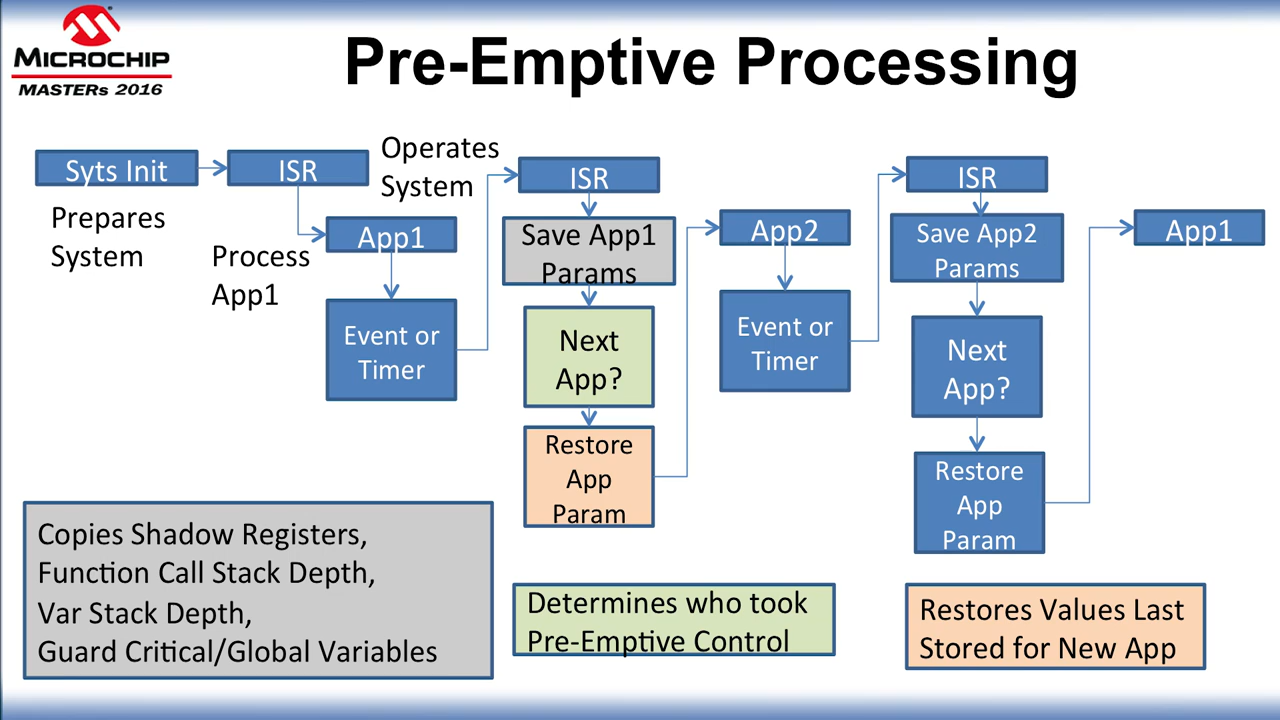 MICROCHIP
MASTERs 2016
Pre-Emptive Processing
Syts Init
Prepares
System
ISR
Operates
System
Process
App1
App1
Event or
Timer
ISR
Save App1
Params
Next
App?
Restore
App
Param
App2
Event or
Timer
ISR
Save App2
Params
Next
App?
Restore
App
Param
App1
Copies Shadow Registers,
Function Call Stack Depth,
Var Stack Depth,
Guard Critical/Global Variables
Determines who took
Pre-Emptive Control
Restores Values Last
Stored for New App